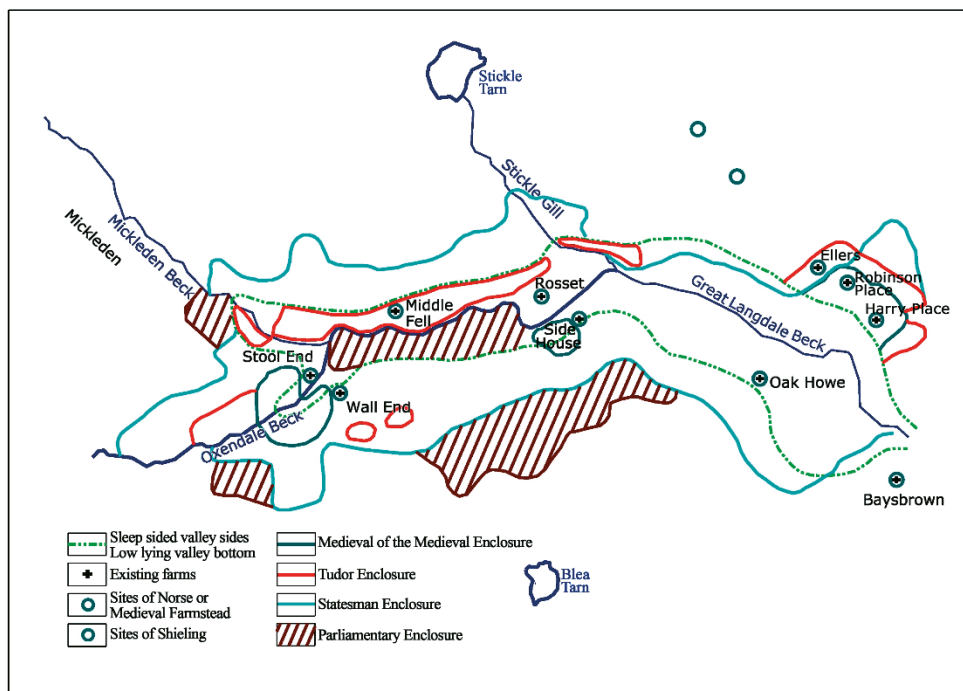 Stickle
Tarn
Stickle Gill
Mickleden
Mickleden Beck
Ellers
Robinson
Place
Harry Place
Great Langdale Beck
Rosset
Middle
Fell
Side
House
Stool End
Wall End
Oxendale Beck
Oak Howe
Baysbrown
Sleep sided valley sides
Low lying valley bottom
Existing farms
Sites of Norse or
Medieval Farmstead
Sites of Shieling
Medieval of the Medieval Enclosure
Tudor Enclosure
Statesman Enclosure
Parliamentary Enclosure
Blea
Tarn